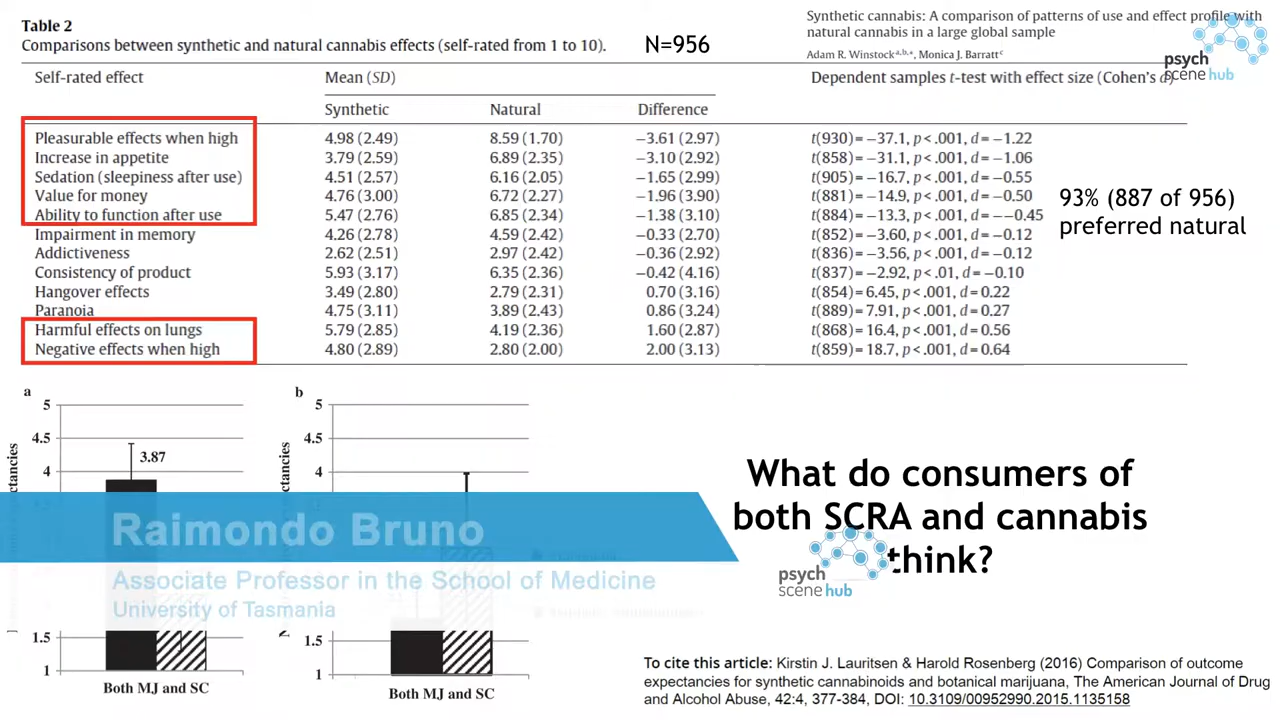 Table 2
Comparisons between synthetic and natural cannabis effects (self-rated from 1 to 10).
N=956
Synthetic cannabis: A comparison of patterns of use and effect profile with
natural cannabis in a large global sample
Adam R. Winstock a,b,*, Monica J. Barratt c
psych
scene hub
Self-rated effect Mean (SD) Dependent samples t-test with effect size (Cohen's d)
Synthetic Natural Difference
Pleasurable effects when high 4.98 (2.49) 8.59 (1.70) −3.61 (2.97) t(930)= −37.1, p< .001, d= −1.22
Increase in appetite 3.79 (2.59) 6.89 (2.35) −3.10 (2.92) t(858)= −31.1, p< .001, d= −1.06
Sedation (sleepiness after use) 4.51 (2.57) 6.16 (2.05) −1.65 (2.99) t(905)= −16.7, p< .001, d= −0.55
Value for money 4.76 (3.00) 6.72 (2.27) −1.96 (3.90) t(881)= −14.9, p< .001, d= −0.50
Ability to function after use 5.47 (2.76) 6.85 (2.34) −1.38 (3.10) t(884)= −13.3, p< .001, d= −−0.45
Impairment in memory 4.26 (2.78) 4.59 (2.42) −0.33 (2.70) t(852)= −3.60, p< .001, d= −0.12
Addictiveness 2.62 (2.51) 2.97 (2.42) −0.36 (2.92) t(836)= −3.56, p< .001, d= −0.12
Consistency of product 5.93 (3.17) 6.35 (2.36) −0.42 (4.16) t(837)= −2.92, p< .01, d= −0.10
Hangover effects 3.49 (2.80) 2.79 (2.31) 0.70 (3.16) t(854)= 6.45, p< .001, d= 0.22
Paranoia 4.75 (3.11) 3.89 (2.43) 0.86 (3.24) t(889)= 7.91, p< .001, d= 0.27
Harmful effects on lungs 5.79 (2.85) 4.19 (2.36) 1.60 (2.87) t(868)= 16.4, p< .001, d= 0.56
Negative effects when high 4.80 (2.89) 2.80 (2.00) 2.00 (3.13) t(859)= 18.7, p< .001, d= 0.64
93% (887 of 956)
preferred natural
a
5
4.5
4
3.87
1.5
1
Both MJ and SC
b
5
4.5
4
1.5
1
Both MJ and SC
What do consumers of
both SCRA and cannabis
think?
psych
scene hub
Raimondo Bruno
Associate Professor in the School of Medicine
University of Tasmania
To cite this article: Kirstin J. Lauritsen & Harold Rosenberg (2016) Comparison of outcome
expectancies for synthetic cannabinoids and botanical marijuana, The American Journal of Drug
and Alcohol Abuse, 42:4, 377-384, DOI: 10.3109/00952990.2015.1135158